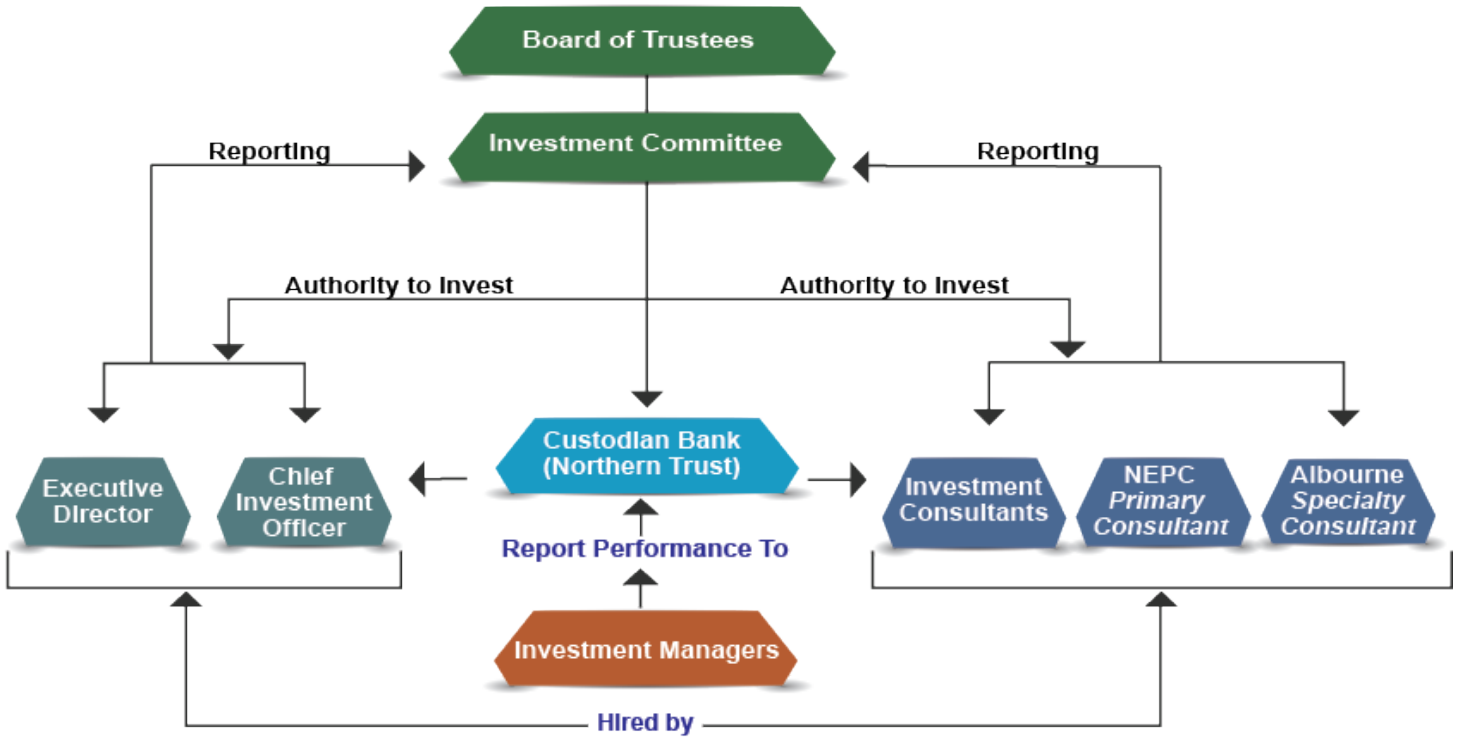 Board of Trustees
Investment Committee
Reporting
Reporting
Authority to Invest
Authority to Invest
Executive
Director
Chief
Investment
Officer
Custodian Bank
(Northern Trust)
Investment
Consultants
NEPC
Primary
Consultant
Albourne
Specialty
Consultant
Report Performance To
Investment Managers
Hired by